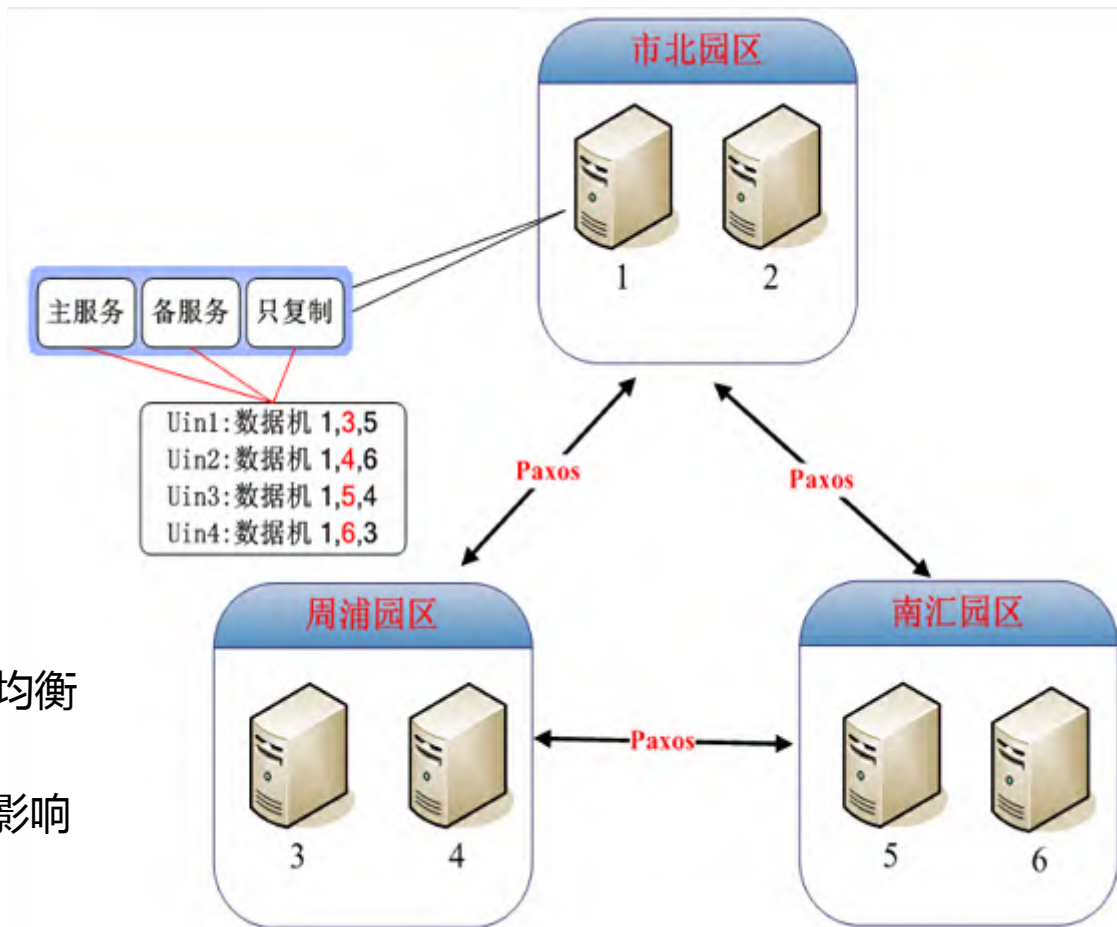 市北园区
1
2
主服务
备服务
只复制
Uin1:数据机 1,3,5
Uin2:数据机 1,4,6
Uin3:数据机 1,5,4
Uin4:数据机 1,6,3
Paxos
Paxos
周浦园区
南汇园区
均衡
影响
Paxos
3
4
5
6